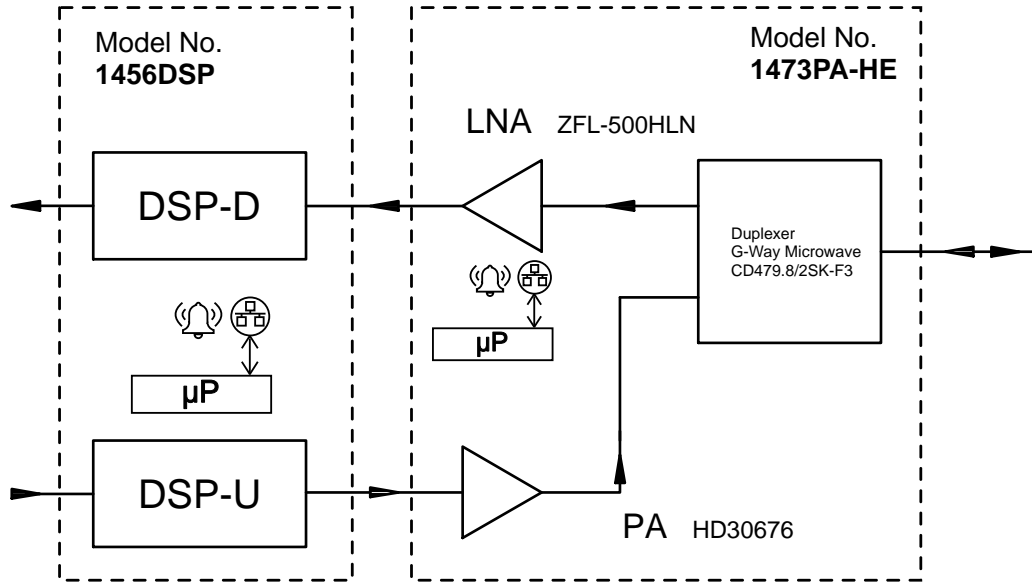 Model No.
1456DSP
Model No.
1473PA-HE
LNA ZFL-500HLN
DSP-D
Duplexer
G-Way Microwave
CD479.8/2SK-F3
µP
µP
DSP-U
PA HD30676